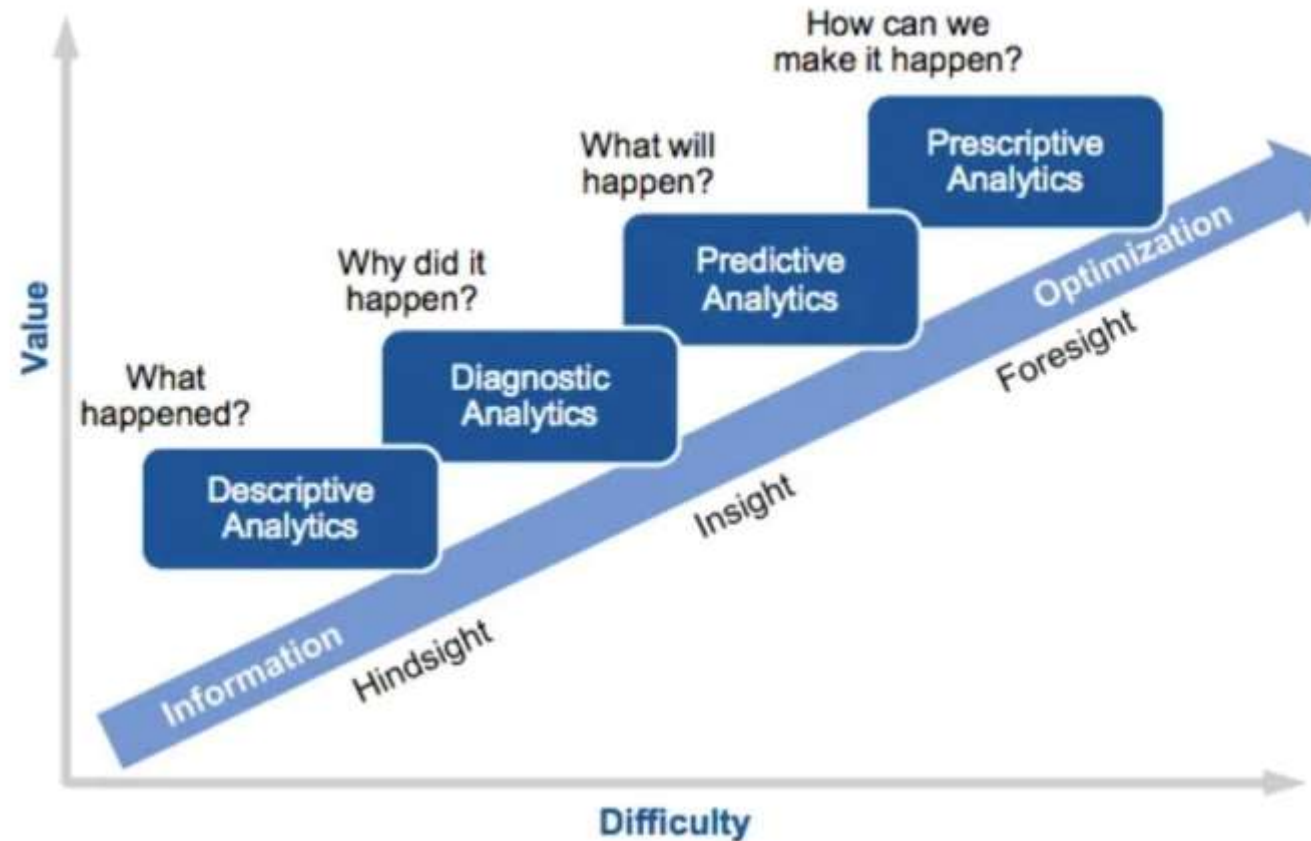 How can we
make it happen?
Prescriptive
Analytics
What will
happen?
Predictive
Analytics
Why did it
happen?
Diagnostic
Analytics
What
happened?
Descriptive
Analytics
Value
Information
Optimization
Hindsight
Insight
Foresight
Difficulty